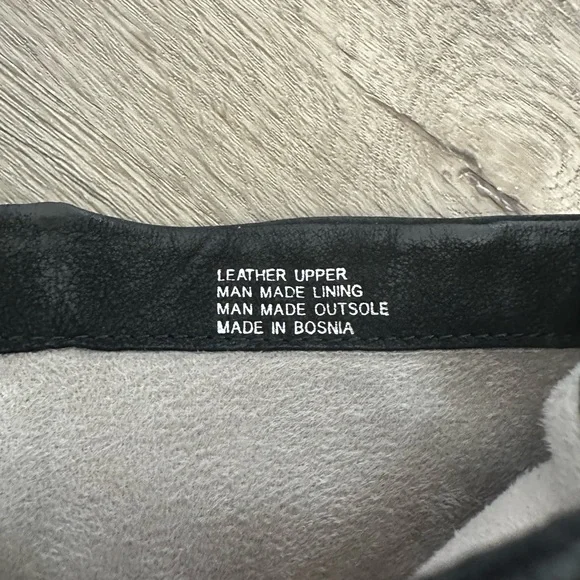 LEATHER UPPER
MAN MADE LINING
MAN MADE OUTSOLE
MADE IN BOSNIA